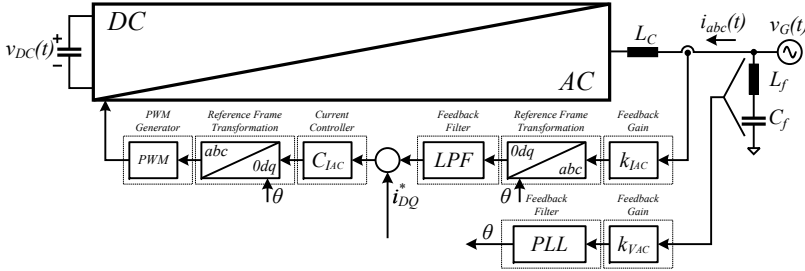 DC
i_abc(t)
v_G(t)
v_DC(t)
+
−
L_C
AC
L_f
C_f
PWM Generator
Reference Frame Transformation
Current Controller
Feedback Filter
Reference Frame Transformation
Feedback Gain
PWM
abc
0dq
C_IAC
LPF
0dq
abc
k_IAC
θ
i*_DQ
θ
Feedback Filter
Feedback Gain
θ
PLL
k_VAC